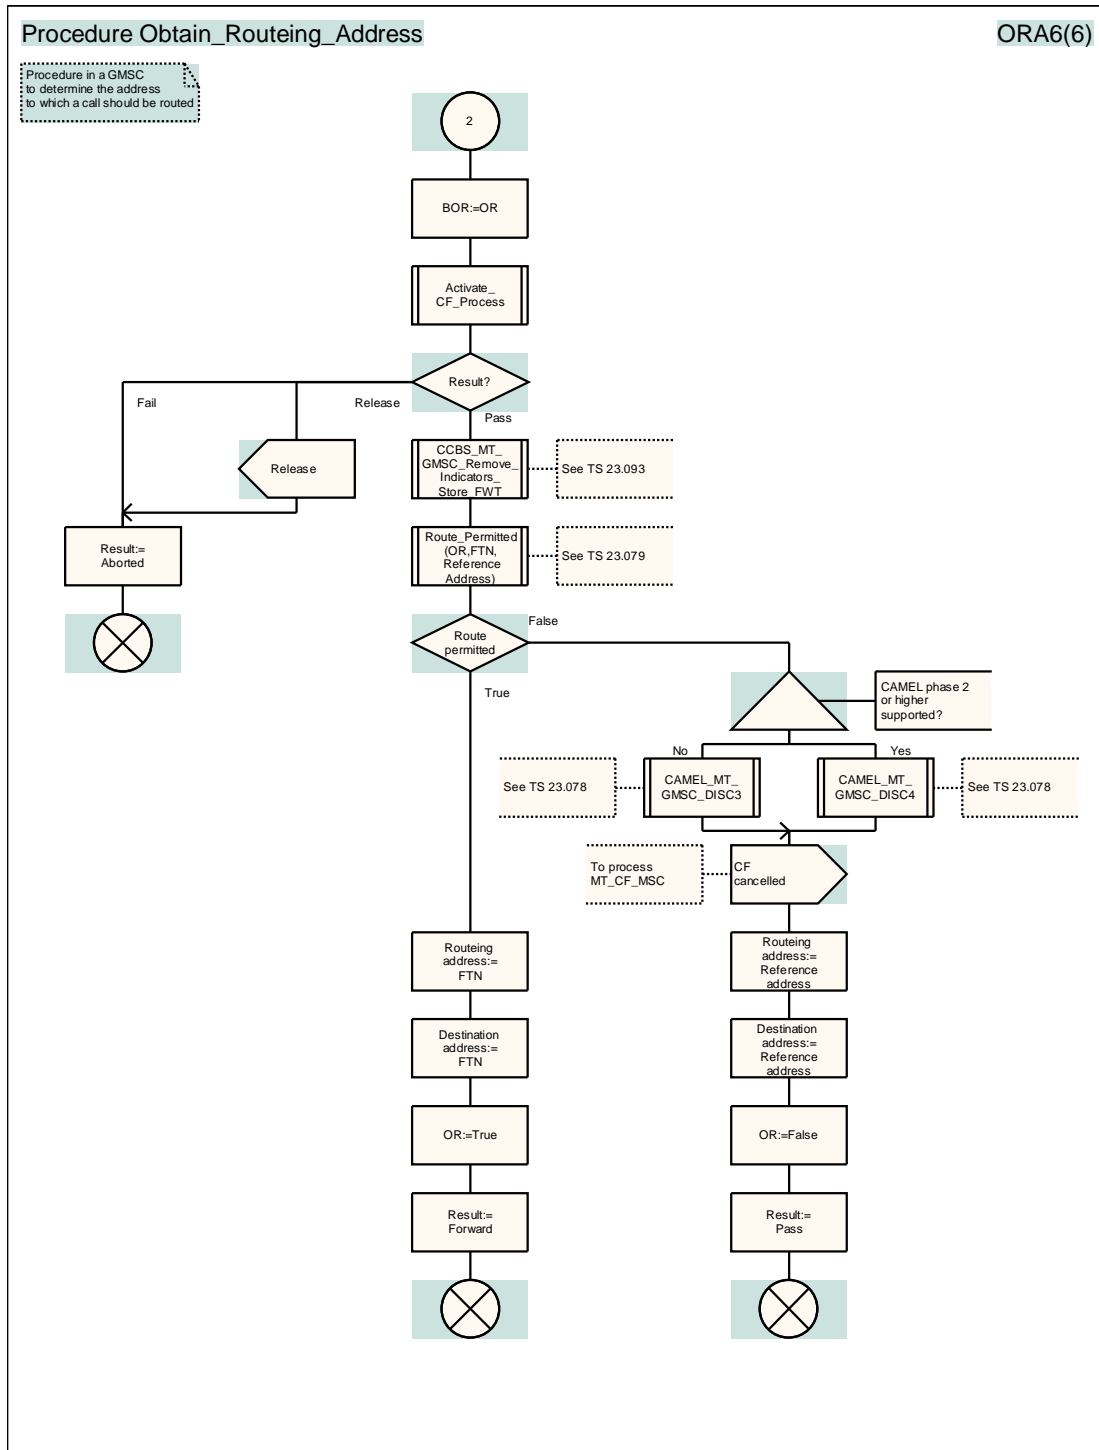 Procedure Obtain_Routeing_Address
ORA6(6)
Procedure in a GMSC
to determine the address
to which a call should be routed
2
BOR:=OR
Activate_
CF_Process
Result?
Fail
Release
Pass
Release
CCBS_MT_
GMSC_Remove_
Indicators_
Store_FWT
See TS 23.093
Result:=
Aborted
Route_Permitted
(OR,FTN,
Reference
Address)
See TS 23.079
Route
permitted
False
True
CAMEL phase 2
or higher
supported?
No
Yes
See TS 23.078
CAMEL_MT_
GMSC_DISC3
CAMEL_MT_
GMSC_DISC4
See TS 23.078
To process
MT_CF_MSC
CF
cancelled
Routeing
address:=
FTN
Routeing
address:=
Reference
address
Destination
address:=
FTN
Destination
address:=
Reference
address
OR:=True
OR:=False
Result:=
Forward
Result:=
Pass